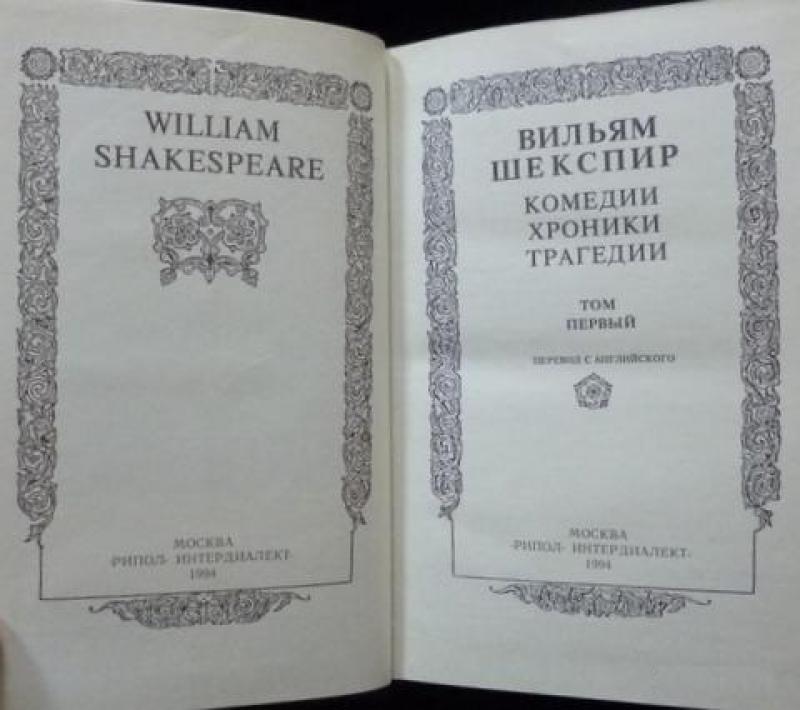 WILLIAM
SHAKESPEARE
МОСКВА
«РИПОЛ» «ИНТЕРДИАЛЕКТ»
1994
ВИЛЬЯМ
ШЕКСПИР
КОМЕДИИ
ХРОНИКИ
ТРАГЕДИИ
ТОМ
ПЕРВЫЙ
ПЕРЕВОД С АНГЛИЙСКОГО
МОСКВА
«РИПОЛ» «ИНТЕРДИАЛЕКТ»
1994